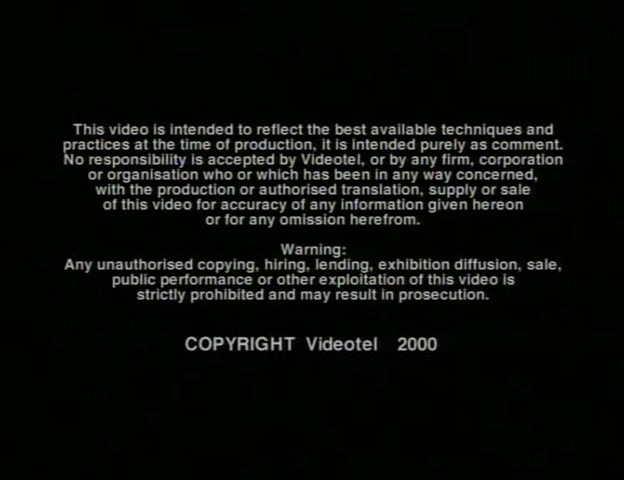 This video is intended to reflect the best available techniques and
practices at the time of production, it is intended purely as comment.
No responsibility is accepted by Videotel, or by any firm, corporation
or organisation who or which has been in any way concerned,
with the production or authorised translation, supply or sale
of this video for accuracy of any information given hereon
or for any omission herefrom.
Warning:
Any unauthorised copying, hiring, lending, exhibition diffusion, sale,
public performance or other exploitation of this video is
strictly prohibited and may result in prosecution.
COPYRIGHT Videotel 2000